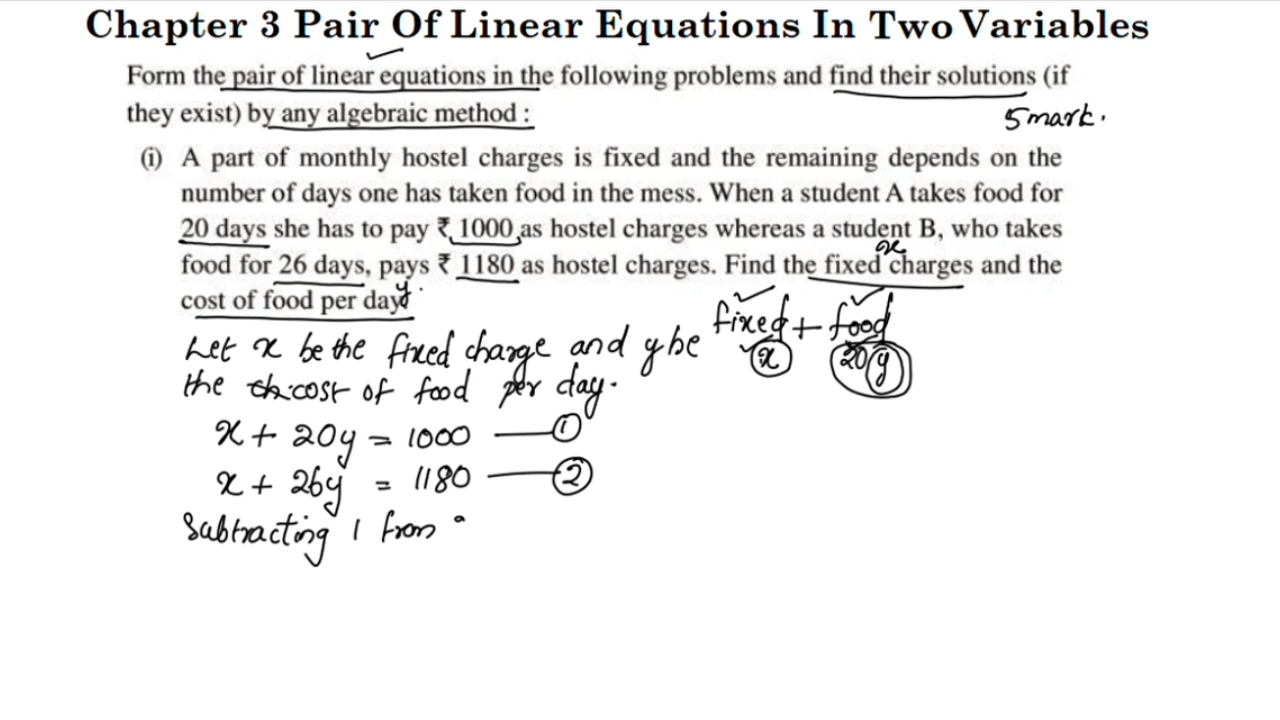 Chapter 3 Pair Of Linear Equations In Two Variables
Form the pair of linear equations in the following problems and find their solutions (if
they exist) by any algebraic method :
5 mark.
(i) A part of monthly hostel charges is fixed and the remaining depends on the
number of days one has taken food in the mess. When a student A takes food for
20 days she has to pay ₹ 1000 as hostel charges whereas a student B, who takes
x
food for 26 days, pays ₹ 1180 as hostel charges. Find the fixed charges and the
cost of food per day.
y
fixed + food
x 20y
Let x be the fixed charge and y be
the cost of food per day.
x + 20y = 1000 — 1
x + 26y = 1180 — 2
Subtracting 1 from